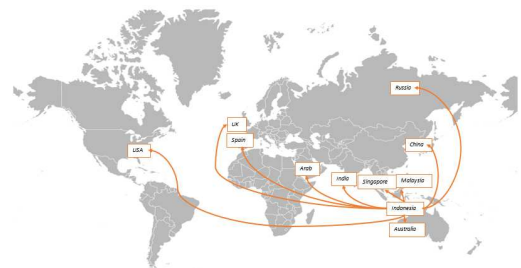 Russia
UK
Spain
USA
China
Arab
India
Singapore
Malaysia
Indonesia
Australia